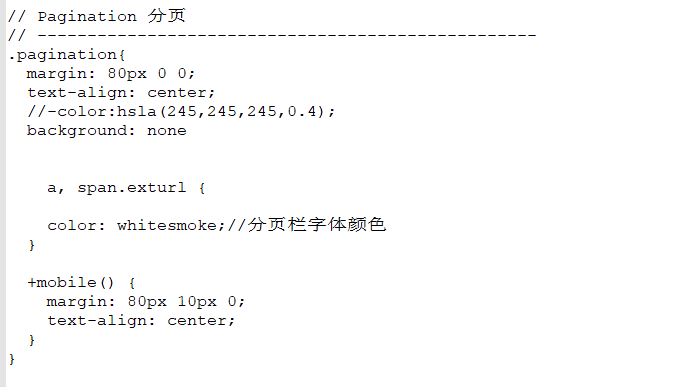 // Pagination 分页
// --------------------------------------------------
.pagination{
  margin: 80px 0 0;
  text-align: center;
  //-color:hsla(245,245,245,0.4);
  background: none
    a, span.exturl {
    color: whitesmoke;//分页栏字体颜色
  }
  +mobile() {
    margin: 80px 10px 0;
    text-align: center;
  }
}